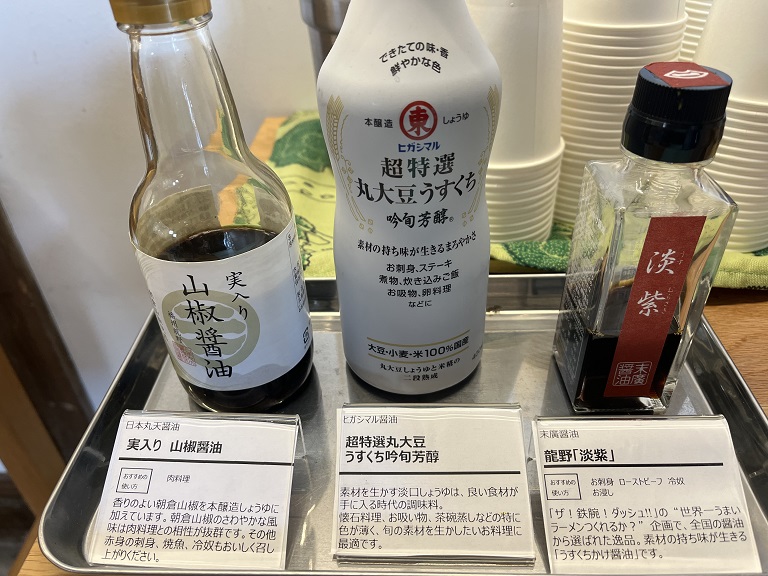 実入り
山椒醤油
できたての味・香
鮮やかな色
本醸造
東
しょうゆ
ヒガシマル
超特選
丸大豆うすくち
吟旬芳醇®
素材の持ち味が生きるまろやかさ
お刺身、ステーキ
煮物、炊き込みご飯
お吸物、卵料理
などに
大豆・小麦・米100%国産
丸大豆しょうゆと米糀の
二段熟成
淡紫
末廣醤油
日本丸天醤油
実入り 山椒醤油
おすすめの
使い方
肉料理
香りのよい朝倉山椒を本醸造しょうゆに
加えています。朝倉山椒のさわやかな風
味は肉料理との相性が抜群です。その他
赤身の刺身、焼魚、冷奴もおいしく召し
上がりください。
ヒガシマル醤油
超特選丸大豆
うすくち吟旬芳醇
素材を生かす淡口しょうゆは、良い食材が
手に入る時代の調味料。
懐石料理、お吸い物、茶碗蒸しなどの特に
色が薄く、旬の素材を生かしたいお料理に
最適です。
末廣醤油
龍野「淡紫」
おすすめの
使い方
お刺身 ローストビーフ 冷奴
お浸し
「ザ！鉄腕！ダッシュ!!」の“世界一うまい
ラーメンつくれるか？”企画で、全国の醤油
から選ばれた逸品。素材の持ち味が生きる
「うすくちかけ醤油」です。